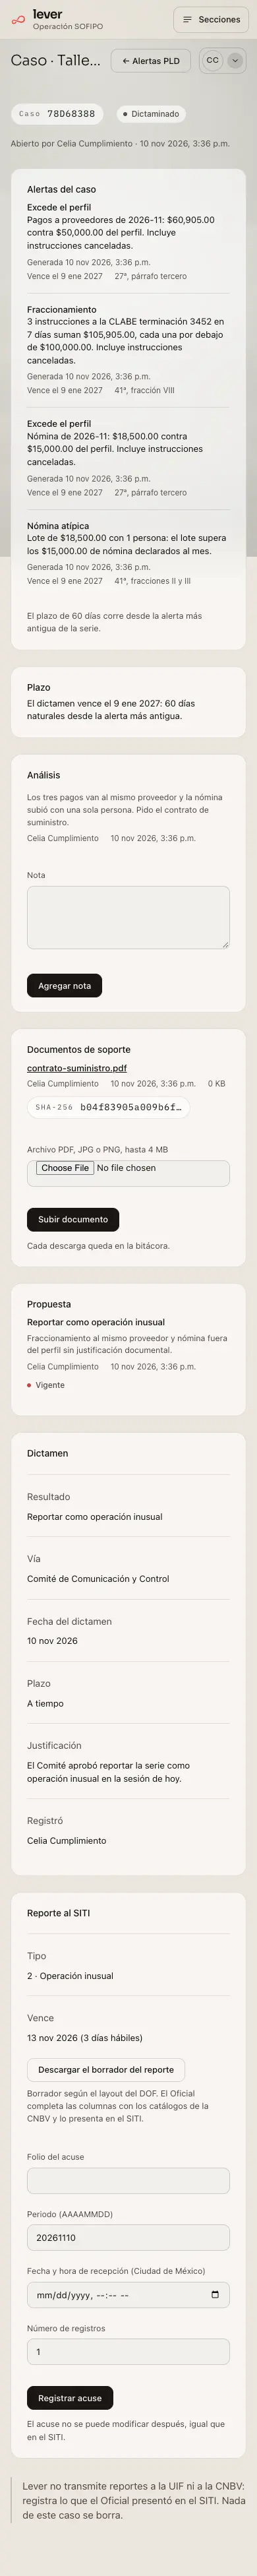 lever
Operación SOFIPO
Secciones
Caso · Talle...
← Alertas PLD
CC
Caso 78D68388
Dictaminado
Abierto por Celia Cumplimiento · 10 nov 2026, 3:36 p.m.
Alertas del caso
Excede el perfil
Pagos a proveedores de 2026-11: $60,905.00
contra $50,000.00 del perfil. Incluye
instrucciones canceladas.
Generada 10 nov 2026, 3:36 p.m.
Vence el 9 ene 2027 27ª, párrafo tercero
Fraccionamiento
3 instrucciones a la CLABE terminación 3452 en
7 días suman $105,905.00, cada una por debajo
de $100,000.00. Incluye instrucciones
canceladas.
Generada 10 nov 2026, 3:36 p.m.
Vence el 9 ene 2027 41ª, fracción VIII
Excede el perfil
Nómina de 2026-11: $18,500.00 contra
$15,000.00 del perfil. Incluye instrucciones
canceladas.
Generada 10 nov 2026, 3:36 p.m.
Vence el 9 ene 2027 27ª, párrafo tercero
Nómina atípica
Lote de $18,500.00 con 1 persona: el lote supera
los $15,000.00 de nómina declarados al mes.
Generada 10 nov 2026, 3:36 p.m.
Vence el 9 ene 2027 41ª, fracciones II y III
El plazo de 60 días corre desde la alerta más
antigua de la serie.
Plazo
El dictamen vence el 9 ene 2027: 60 días
naturales desde la alerta más antigua.
Análisis
Los tres pagos van al mismo proveedor y la nómina
subió con una sola persona. Pido el contrato de
suministro.
Celia Cumplimiento 10 nov 2026, 3:36 p.m.
Nota
Agregar nota
Documentos de soporte
contrato-suministro.pdf
Celia Cumplimiento 10 nov 2026, 3:36 p.m. 0 KB
SHA-256 b04f83905a009b6f…
Archivo PDF, JPG o PNG, hasta 4 MB
Choose File No file chosen
Subir documento
Cada descarga queda en la bitácora.
Propuesta
Reportar como operación inusual
Fraccionamiento al mismo proveedor y nómina fuera
del perfil sin justificación documental.
Celia Cumplimiento 10 nov 2026, 3:36 p.m.
Vigente
Dictamen
Resultado
Reportar como operación inusual
Vía
Comité de Comunicación y Control
Fecha del dictamen
10 nov 2026
Plazo
A tiempo
Justificación
El Comité aprobó reportar la serie como
operación inusual en la sesión de hoy.
Registró
Celia Cumplimiento
Reporte al SITI
Tipo
2 · Operación inusual
Vence
13 nov 2026 (3 días hábiles)
Descargar el borrador del reporte
Borrador según el layout del DOF. El Oficial
completa las columnas con los catálogos de la
CNBV y lo presenta en el SITI.
Folio del acuse
Periodo (AAAAMMDD)
20261110
Fecha y hora de recepción (Ciudad de México)
mm/dd/yyyy, --:-- --
Número de registros
1
Registrar acuse
El acuse no se puede modificar después, igual que
en el SITI.
Lever no transmite reportes a la UIF ni a la CNBV:
registra lo que el Oficial presentó en el SITI. Nada
de este caso se borra.